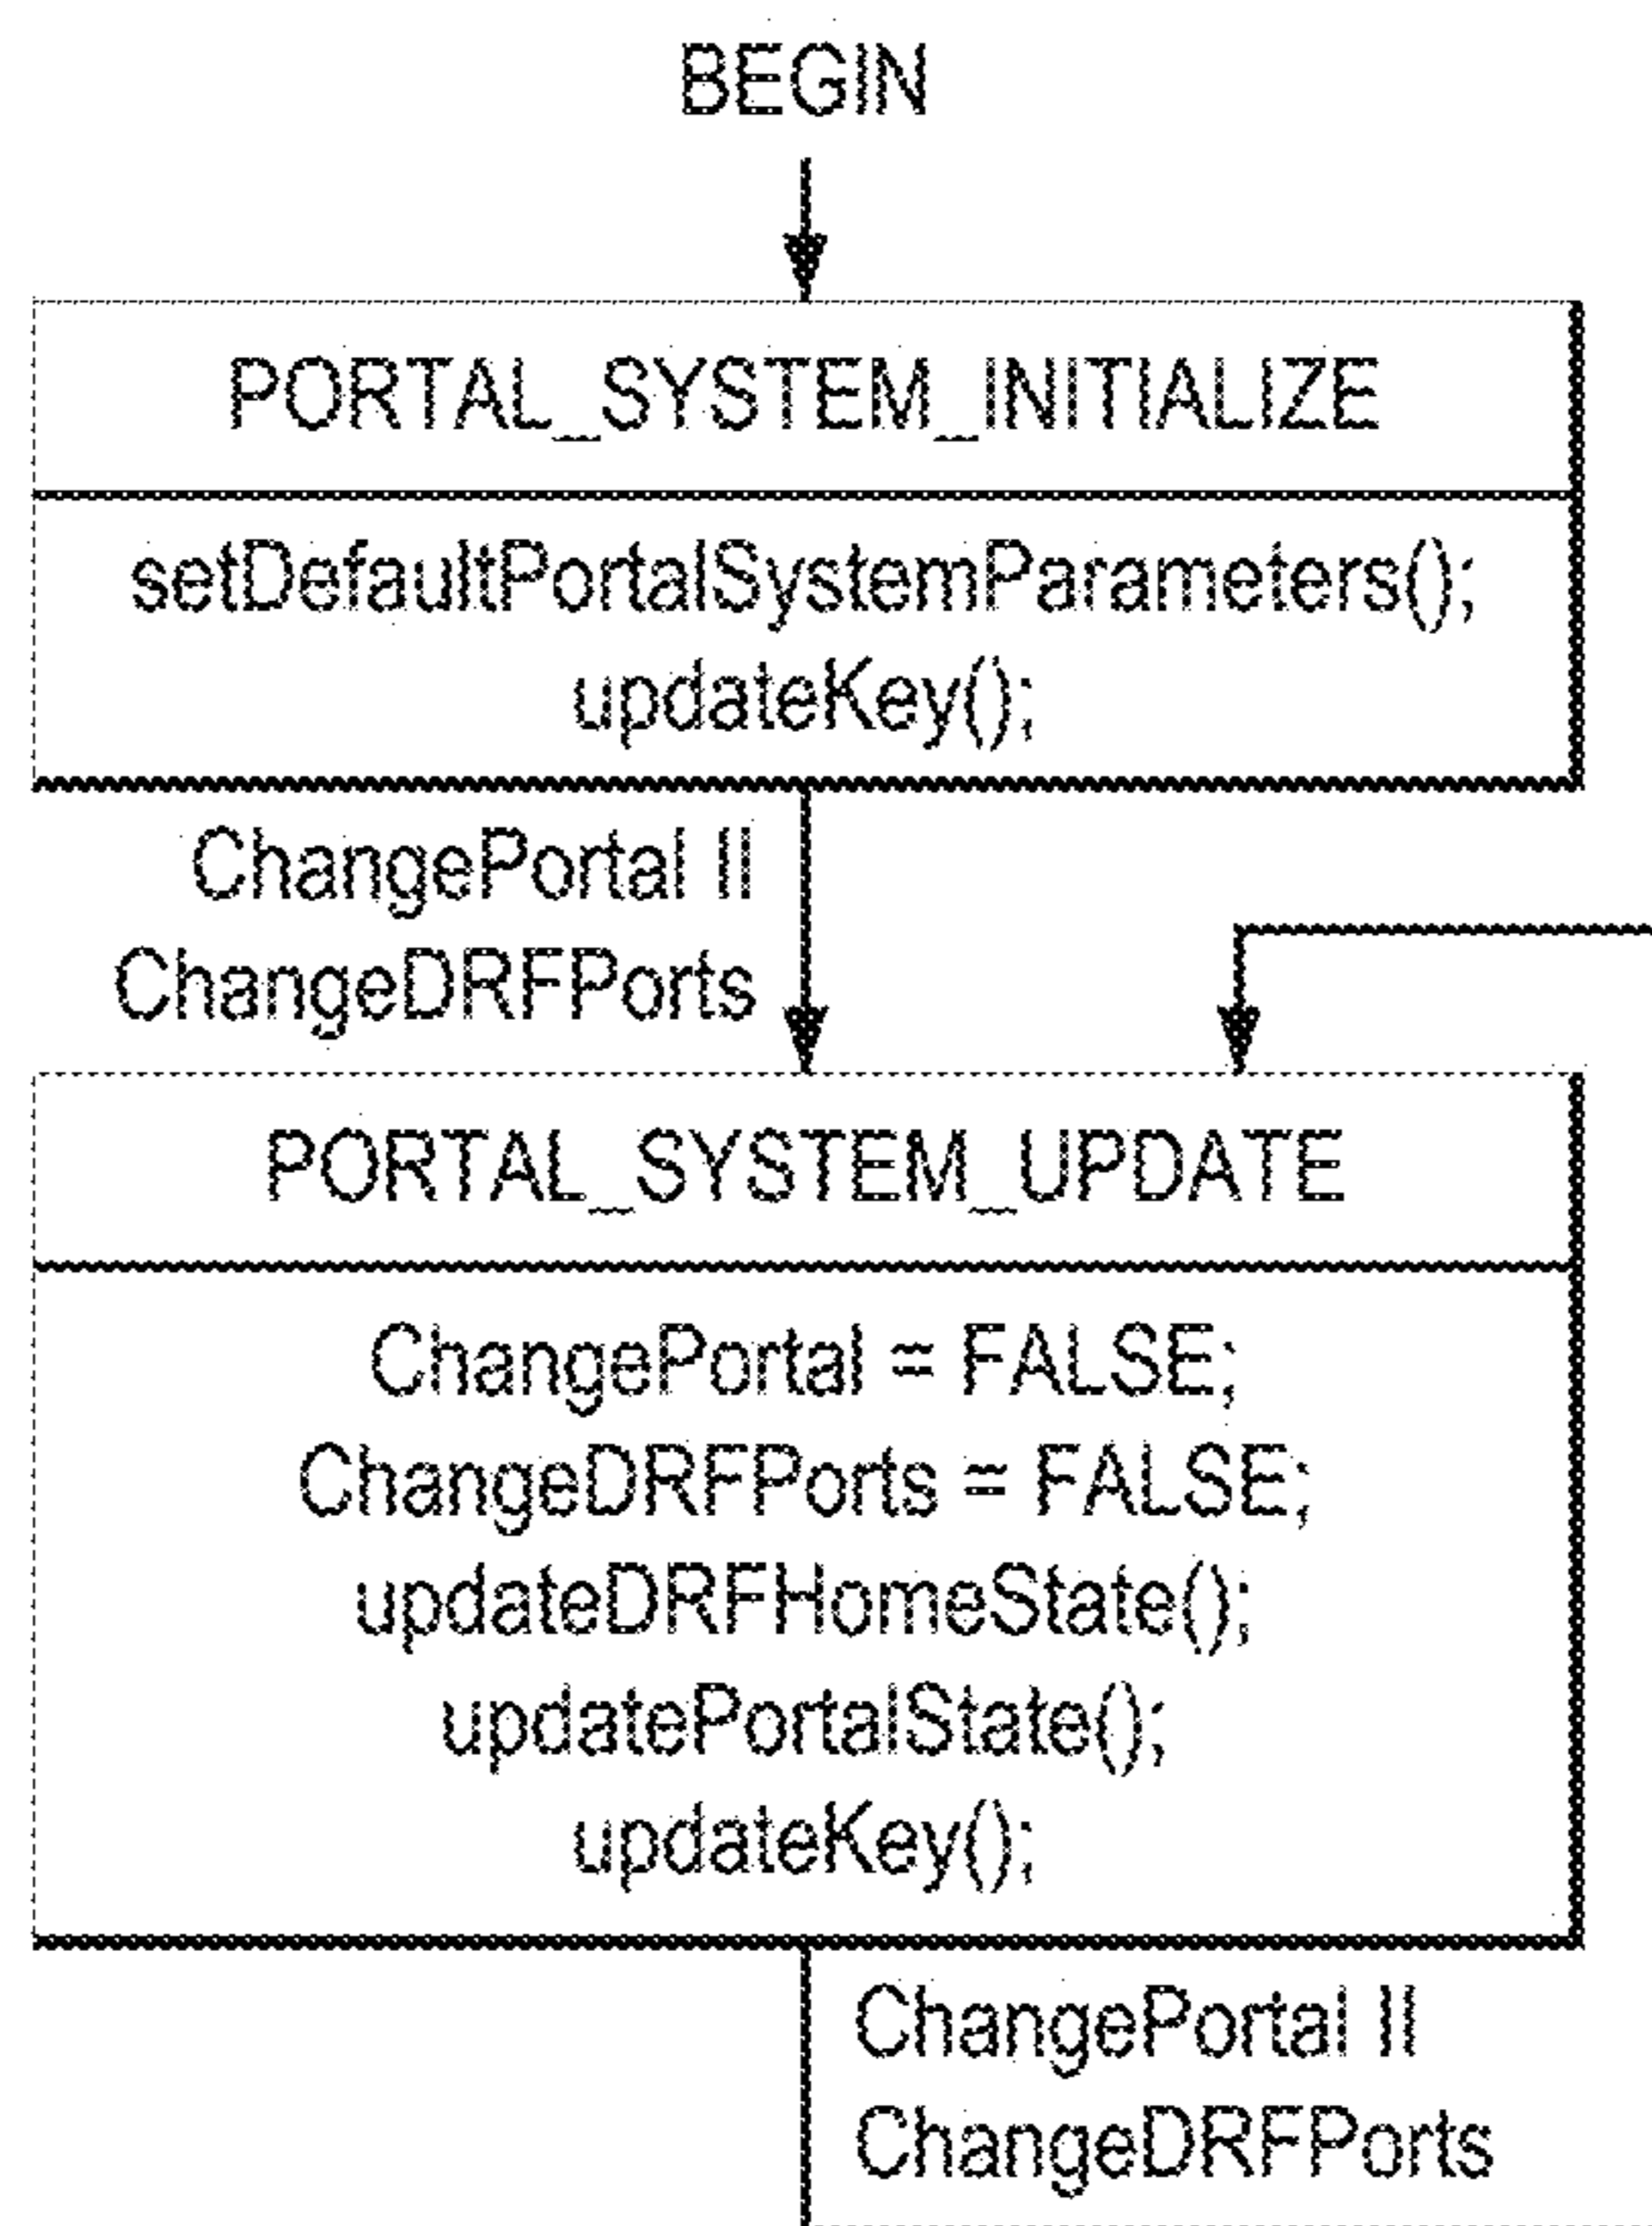 BEGIN
PORTAL_SYSTEM_INITIALIZE
setDefaultPortalSystemParameters();
updateKey();
ChangePortal ||
ChangeDRFPorts
PORTAL_SYSTEM_UPDATE
ChangePortal = FALSE;
ChangeDRFPorts = FALSE;
updateDRFHomeState();
updatePortalState();
updateKey();
ChangePortal ||
ChangeDRFPorts